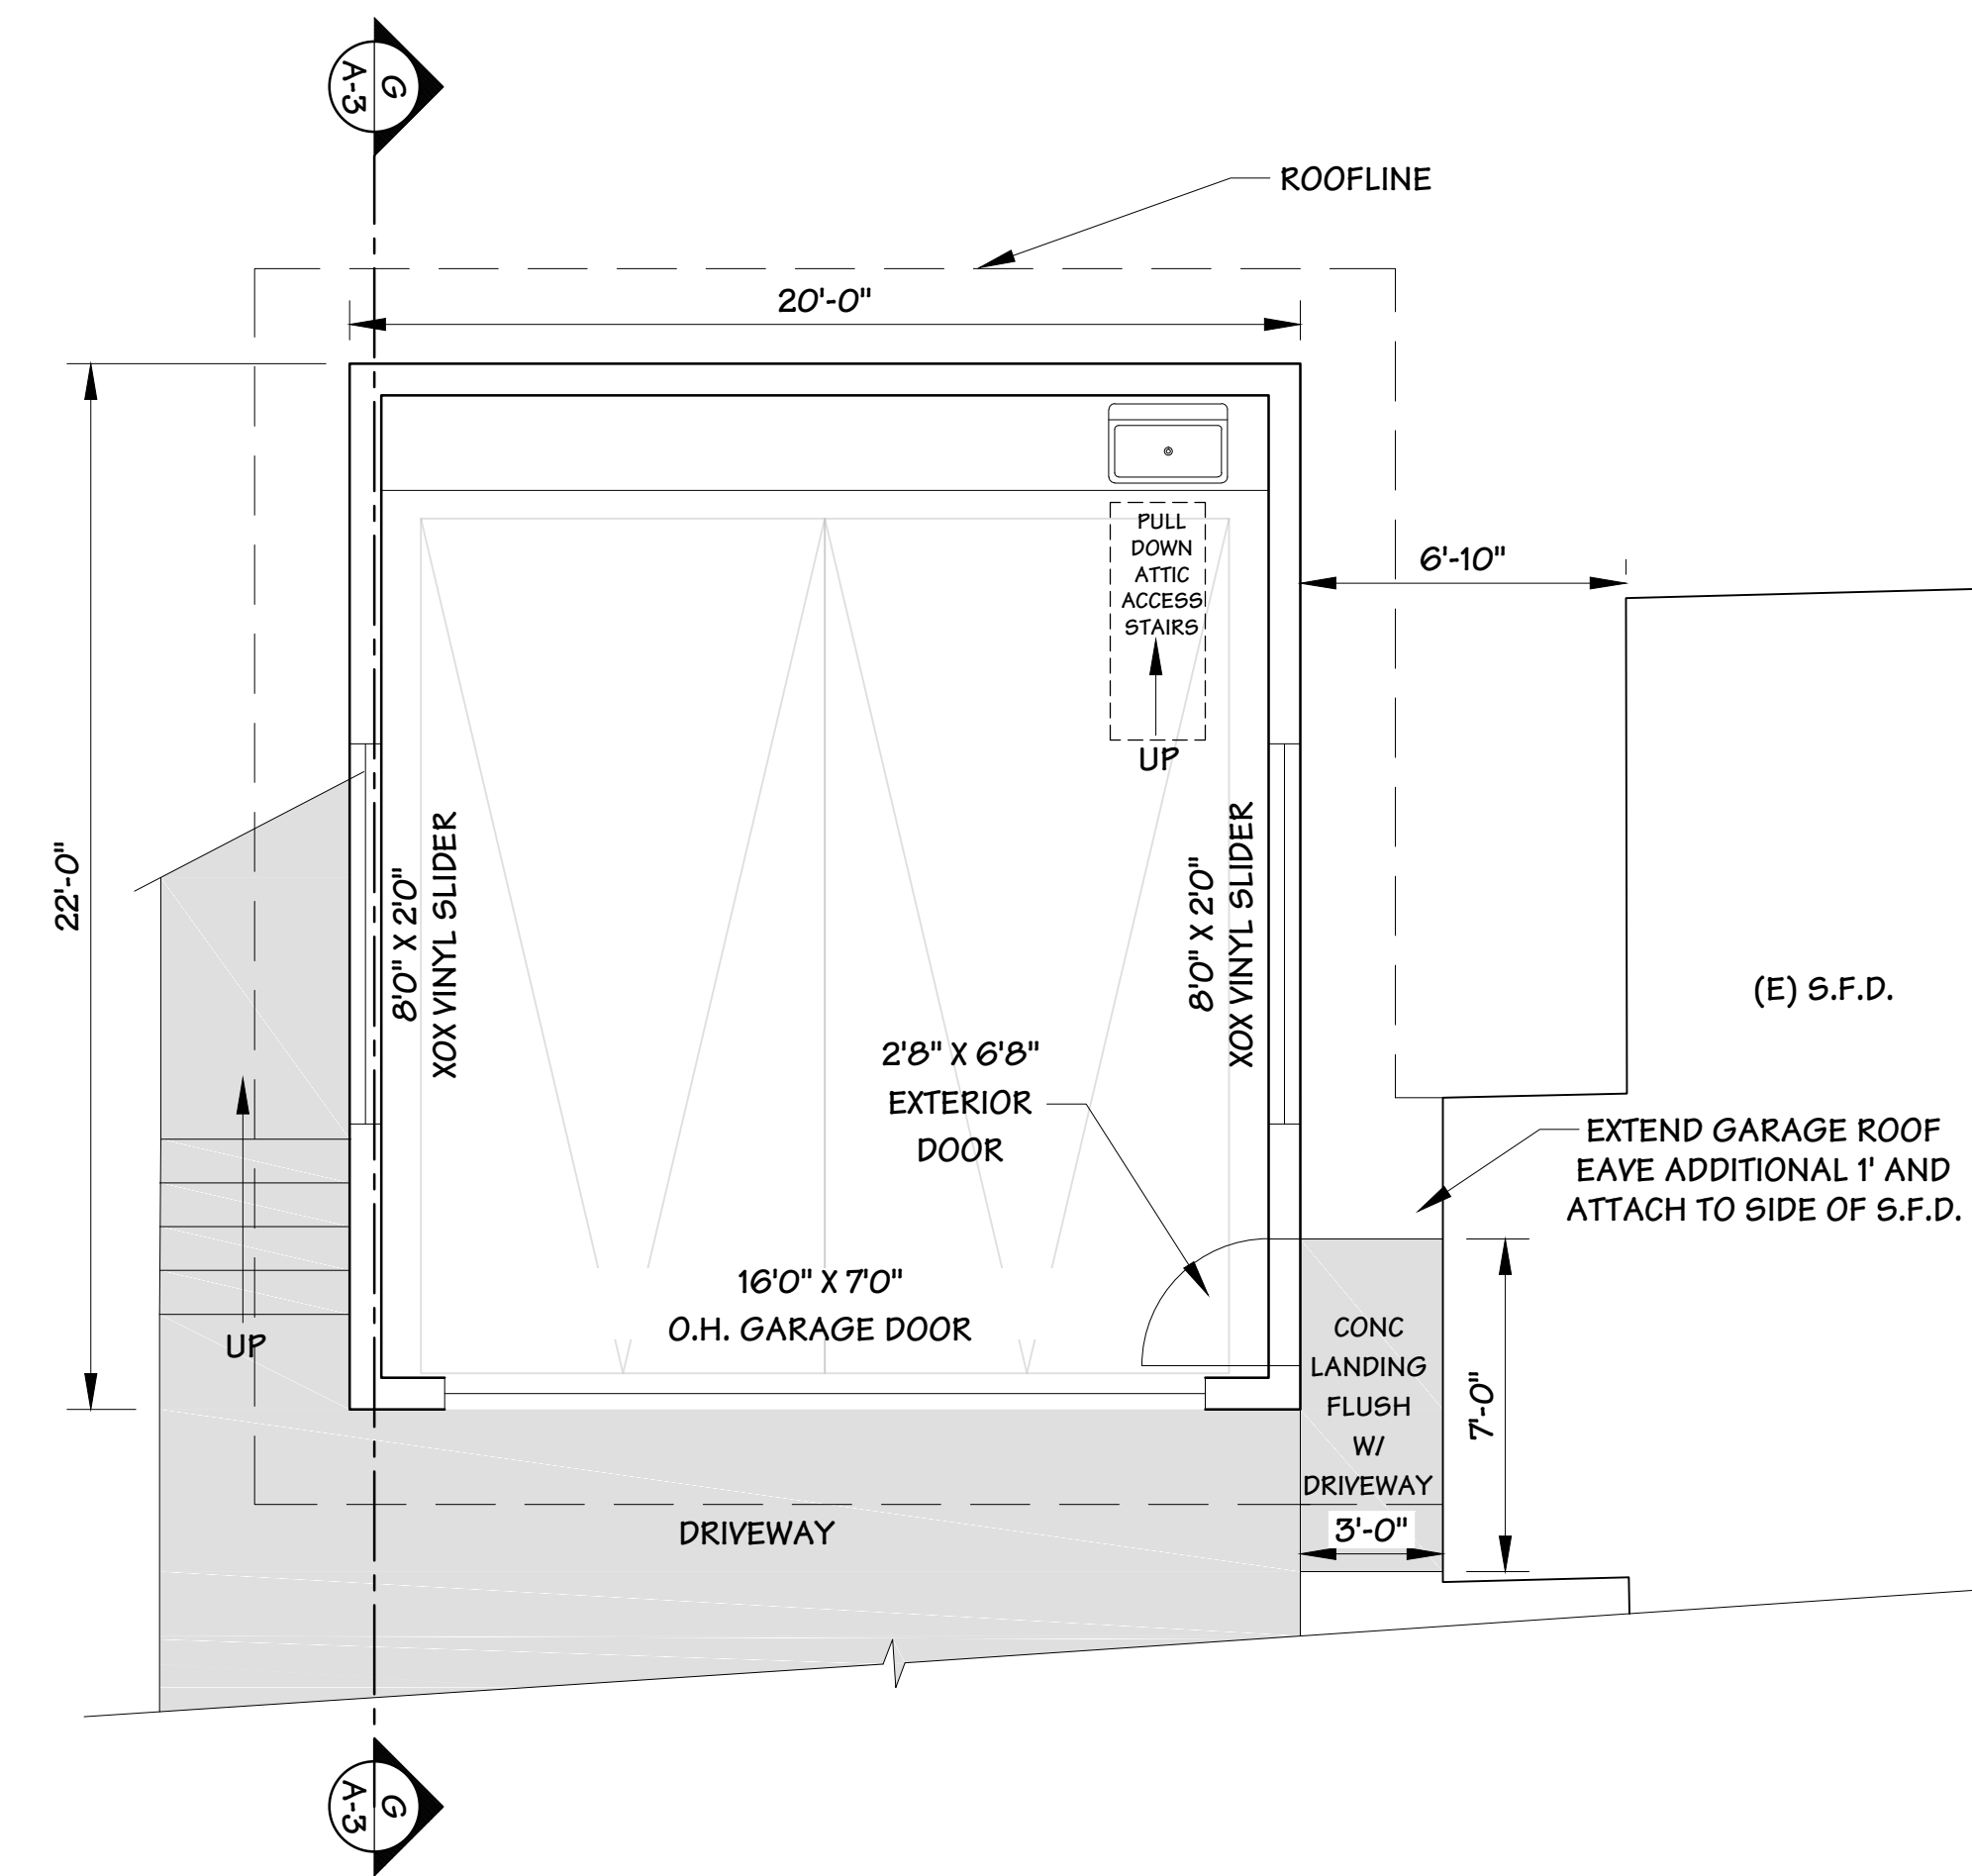 G
A-3
ROOFLINE
20'-0"
PULL
DOWN
ATTIC
ACCESS
STAIRS
UP
6'-10"
22'-0"
8'0" X 2'0"
XOX VINYL SLIDER
8'0" X 2'0"
XOX VINYL SLIDER
(E) S.F.D.
2'8" X 6'8"
EXTERIOR
DOOR
EXTEND GARAGE ROOF
EAVE ADDITIONAL 1' AND
ATTACH TO SIDE OF S.F.D.
16'0" X 7'0"
O.H. GARAGE DOOR
UP
CONC
LANDING
FLUSH
W/
DRIVEWAY
7'-0"
3'-0"
DRIVEWAY
G
A-3